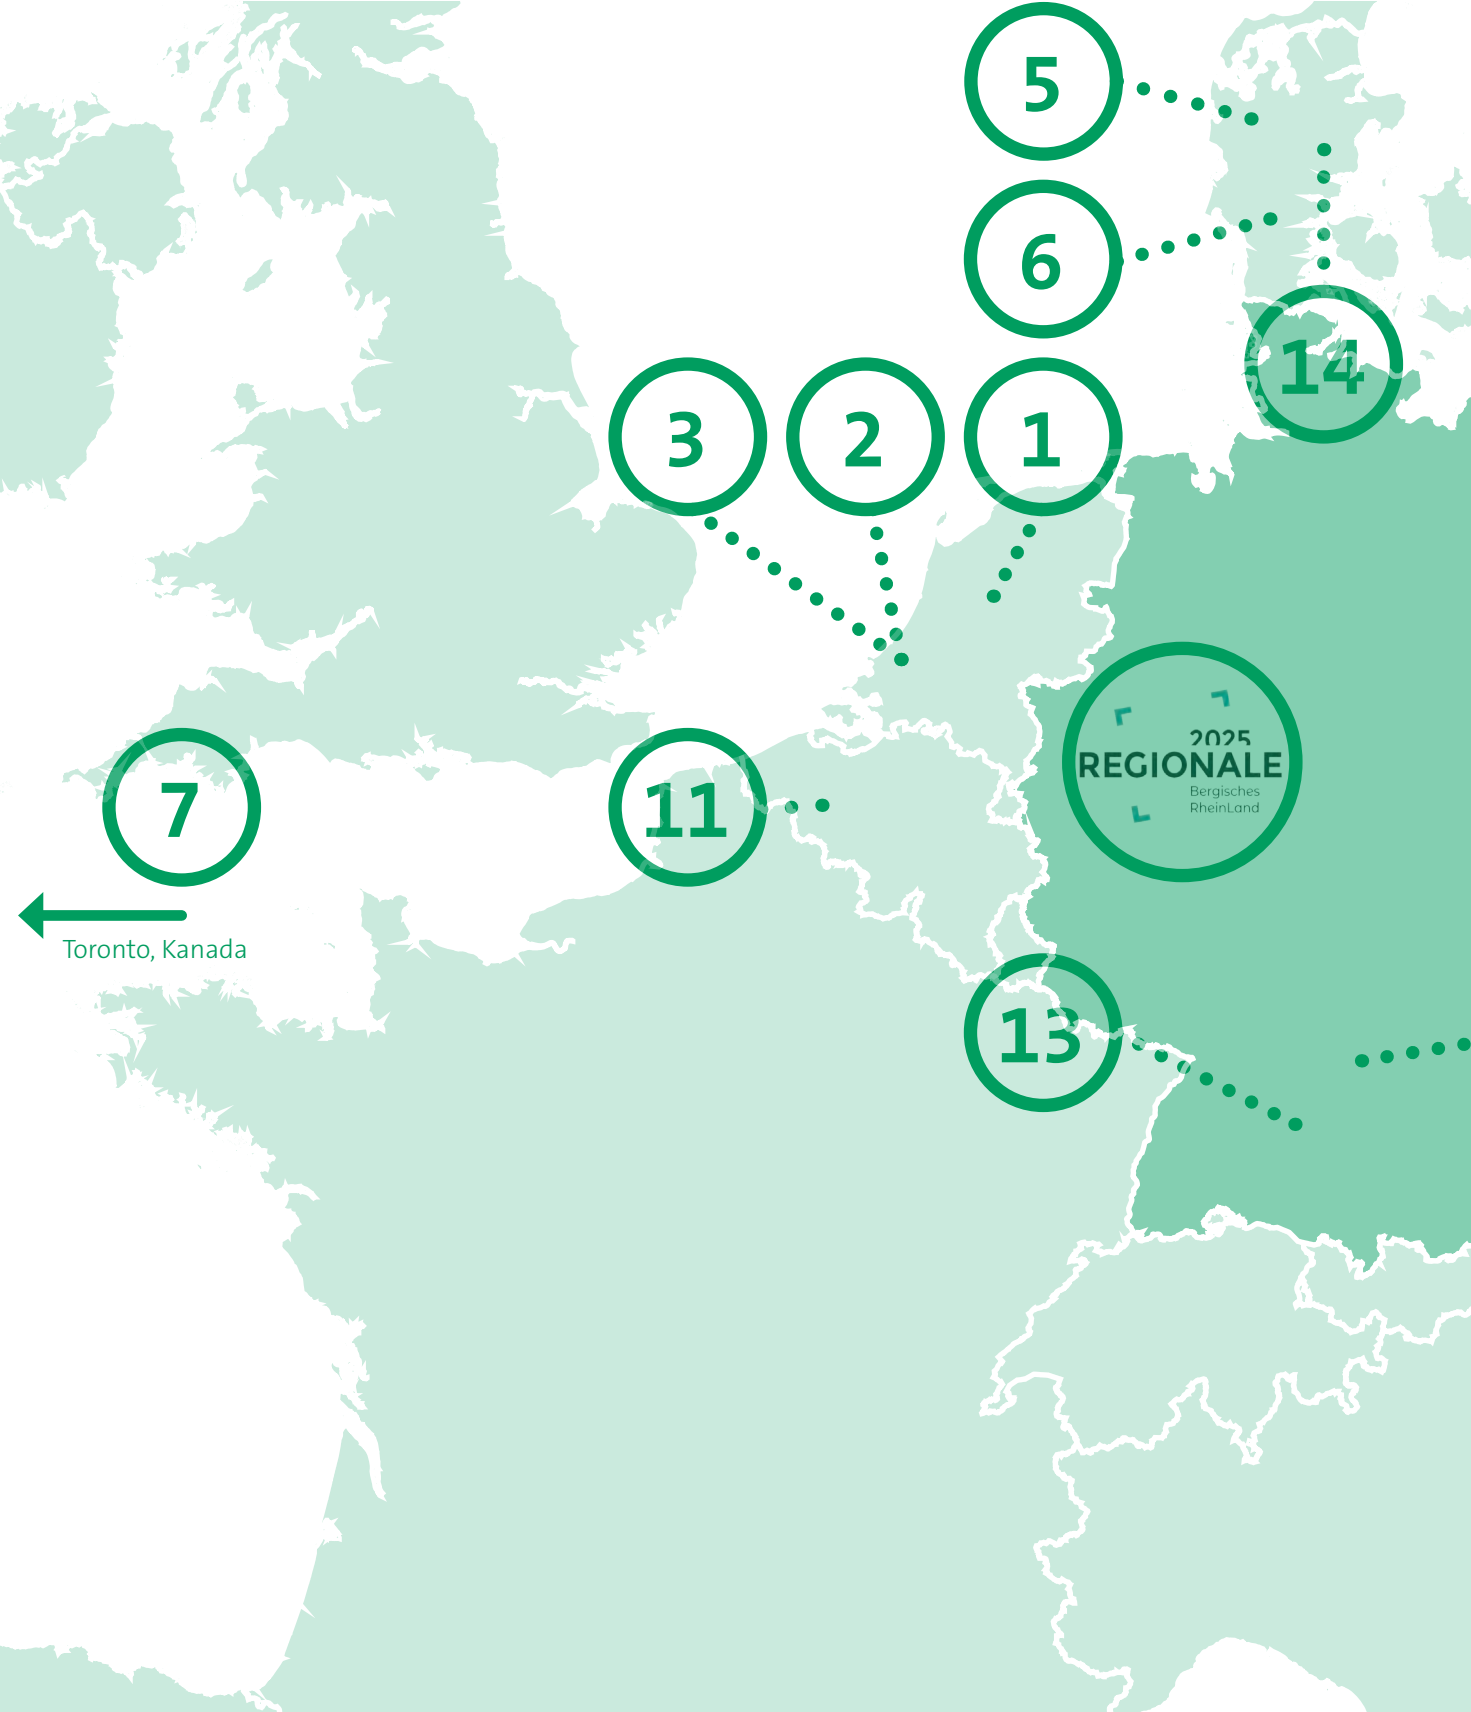 5
6
14
3
2
1
2025
REGIONALE
Bergisches
RheinLand
7
11
Toronto, Kanada
13